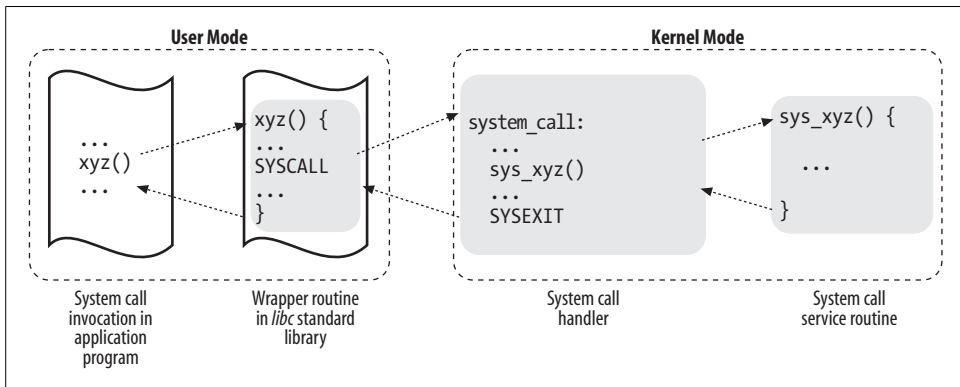 User Mode
Kernel Mode
...
xyz()
...
xyz() {
...
SYSCALL
...
}
system_call:
...
sys_xyz()
...
SYSEXIT
sys_xyz() {
...
}
System call
invocation in
application
program
Wrapper routine
in libc standard
library
System call
handler
System call
service routine